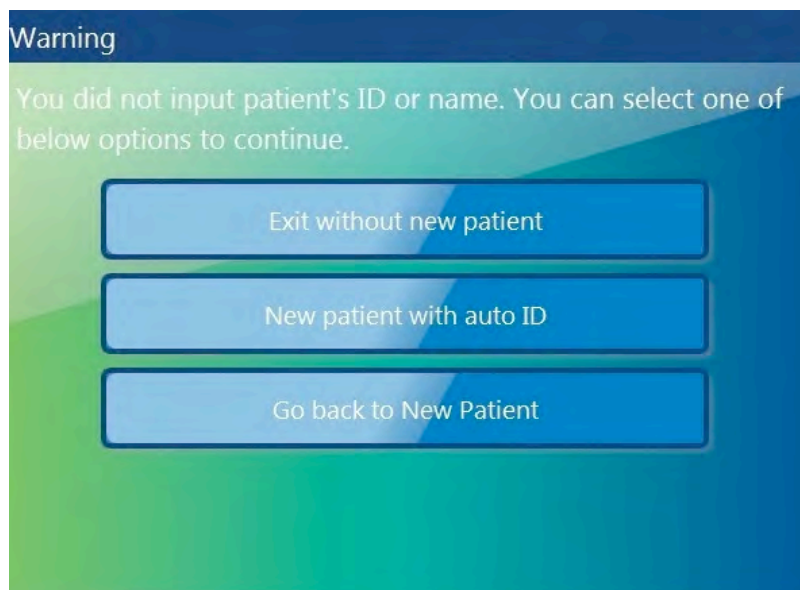 Warning
You did not input patient's ID or name. You can select one of
below options to continue.
Exit without new patient
New patient with auto ID
Go back to New Patient